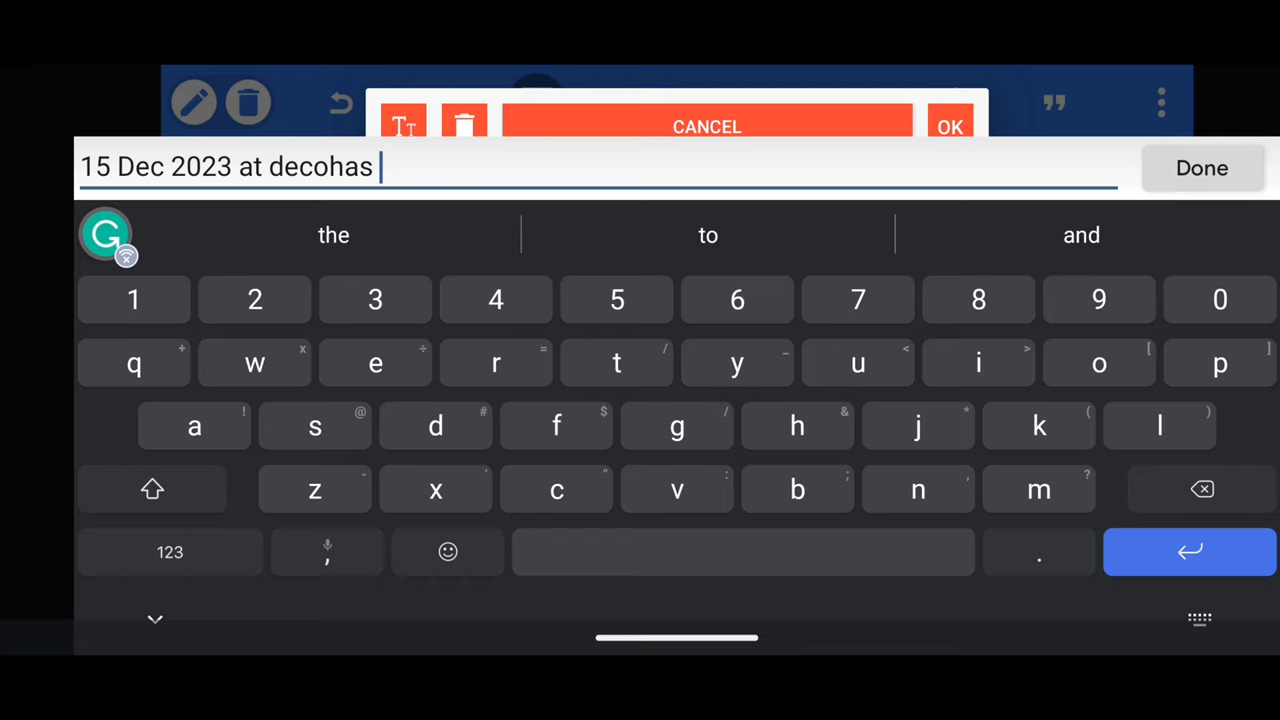 Tт
CANCEL
OK
15 Dec 2023 at decohas
Done
the to and
1 2 3 4 5 6 7 8 9 0
q + w x e ÷ r = t / y _ u < i > o [ p ]
a ! s @ d # f $ g / h & j * k ( l )
z - x ' c " v : b ; n , m ?
123 , .